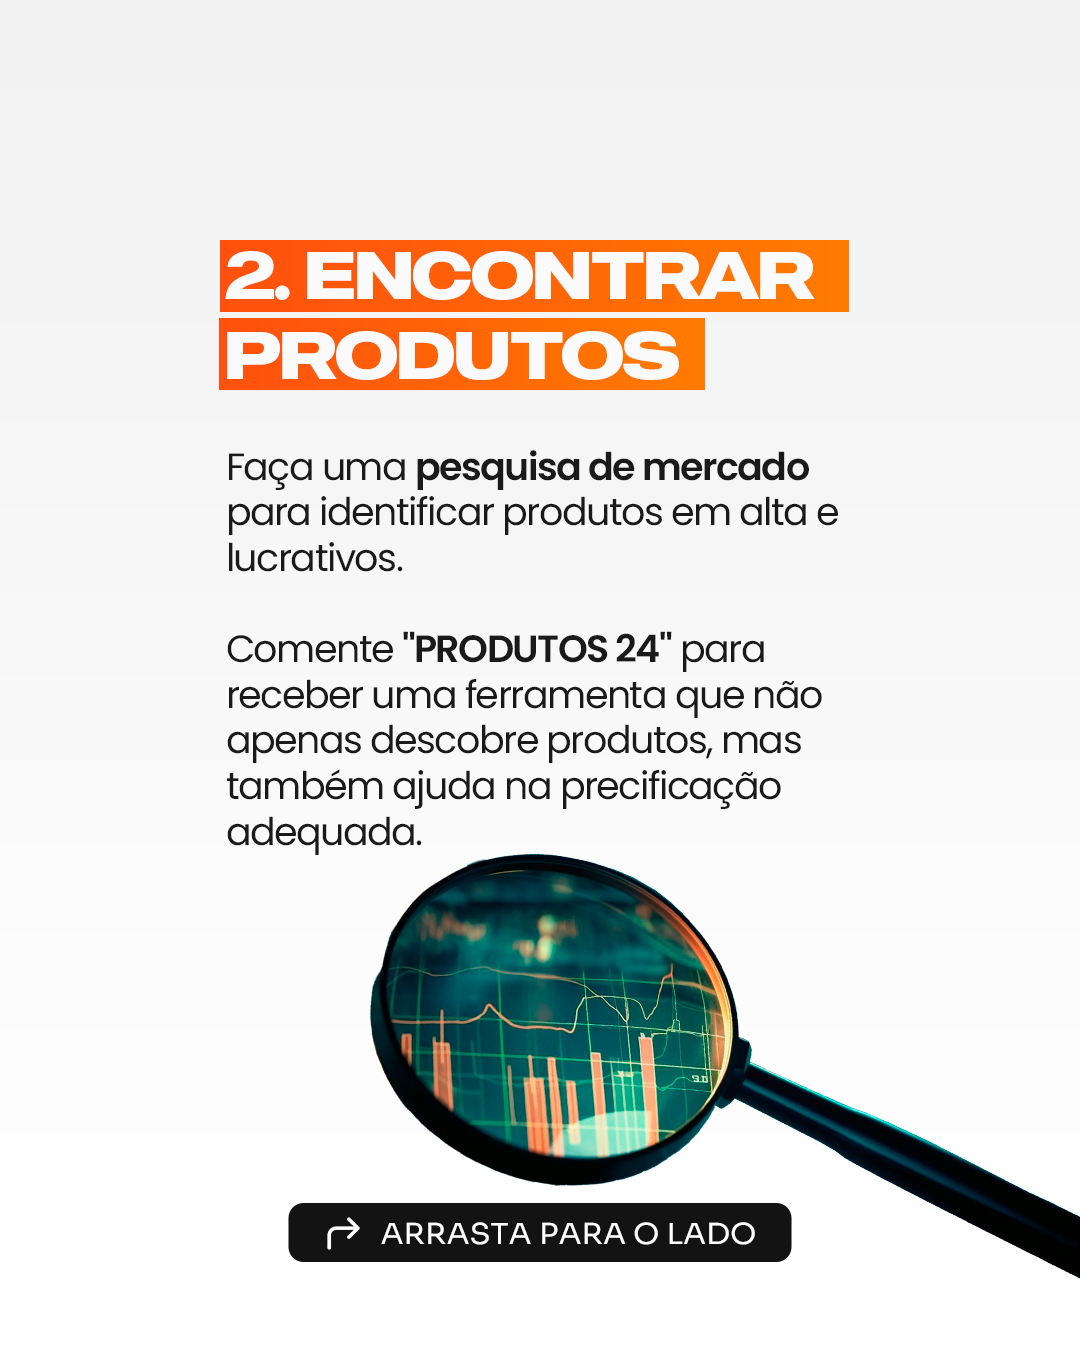 2. ENCONTRAR
PRODUTOS
Faça uma pesquisa de mercado
para identificar produtos em alta e
lucrativos.
Comente "PRODUTOS 24" para
receber uma ferramenta que não
apenas descobre produtos, mas
também ajuda na precificação
adequada.
ARRASTA PARA O LADO